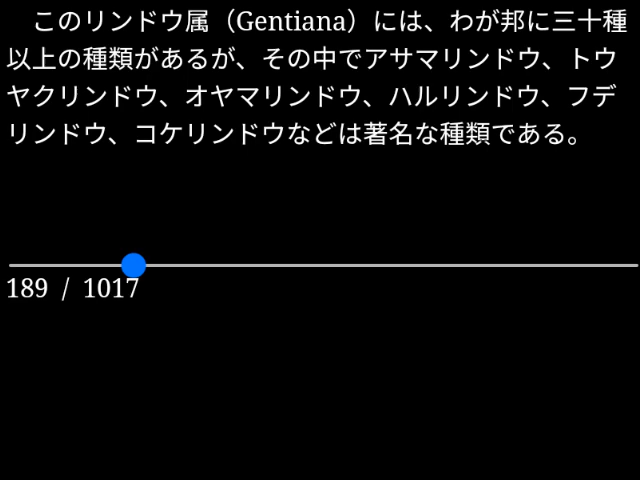 このリンドウ属（Gentiana）には、わが邦に三十種
以上の種類があるが、その中でアサマリンドウ、トウ
ヤクリンドウ、オヤマリンドウ、ハルリンドウ、フデ
リンドウ、コケリンドウなどは著名な種類である。
189 / 1017